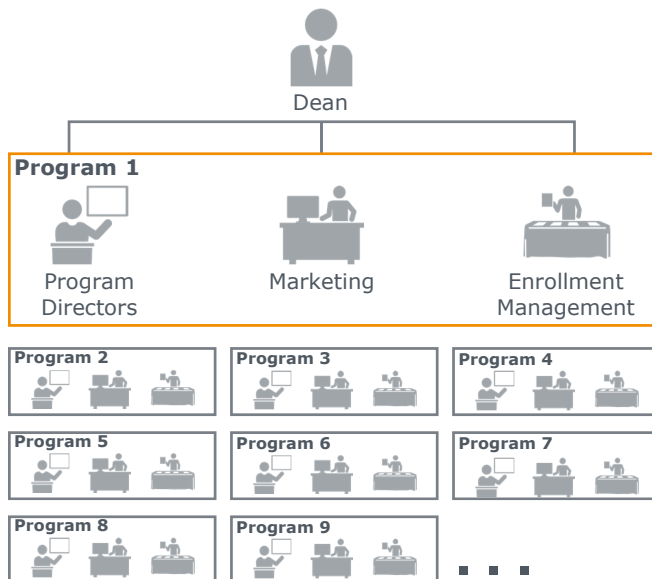 Dean
Program 1
Program
Directors
Marketing
Enrollment
Management
Program 2
Program 3
Program 4
Program 5
Program 6
Program 7
Program 8
Program 9
. . .